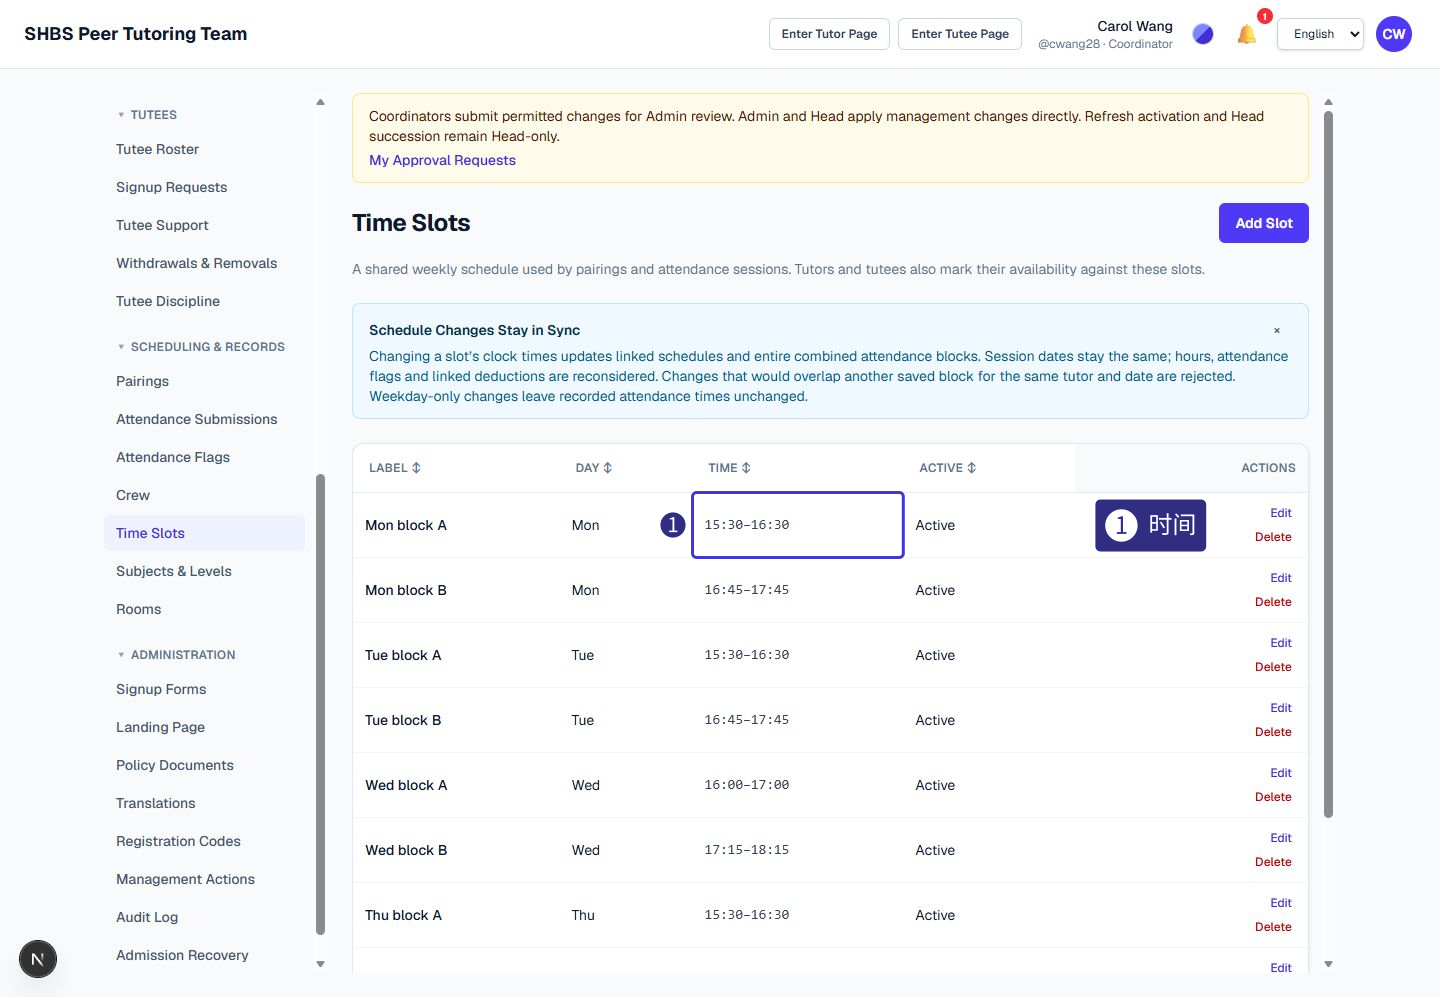 SHBS Peer Tutoring Team
Enter Tutor Page
Enter Tutee Page
Carol Wang
@cwang28 · Coordinator
1
English
CW
TUTEES
Tutee Roster
Signup Requests
Tutee Support
Withdrawals & Removals
Tutee Discipline
SCHEDULING & RECORDS
Pairings
Attendance Submissions
Attendance Flags
Crew
Time Slots
Subjects & Levels
Rooms
ADMINISTRATION
Signup Forms
Landing Page
Policy Documents
Translations
Registration Codes
Management Actions
Audit Log
Admission Recovery
N
Coordinators submit permitted changes for Admin review. Admin and Head apply management changes directly. Refresh activation and Head
succession remain Head-only.
My Approval Requests
Time Slots
Add Slot
A shared weekly schedule used by pairings and attendance sessions. Tutors and tutees also mark their availability against these slots.
Schedule Changes Stay in Sync
×
Changing a slot's clock times updates linked schedules and entire combined attendance blocks. Session dates stay the same; hours, attendance
flags and linked deductions are reconsidered. Changes that would overlap another saved block for the same tutor and date are rejected.
Weekday-only changes leave recorded attendance times unchanged.
LABEL ↕ DAY ↕ TIME ↕ ACTIVE ↕ ACTIONS
Mon block A Mon 1 15:30–16:30 Active 1 时间 Edit
Delete
Mon block B Mon 16:45–17:45 Active Edit
Delete
Tue block A Tue 15:30–16:30 Active Edit
Delete
Tue block B Tue 16:45–17:45 Active Edit
Delete
Wed block A Wed 16:00–17:00 Active Edit
Delete
Wed block B Wed 17:15–18:15 Active Edit
Delete
Thu block A Thu 15:30–16:30 Active Edit
Delete
Edit